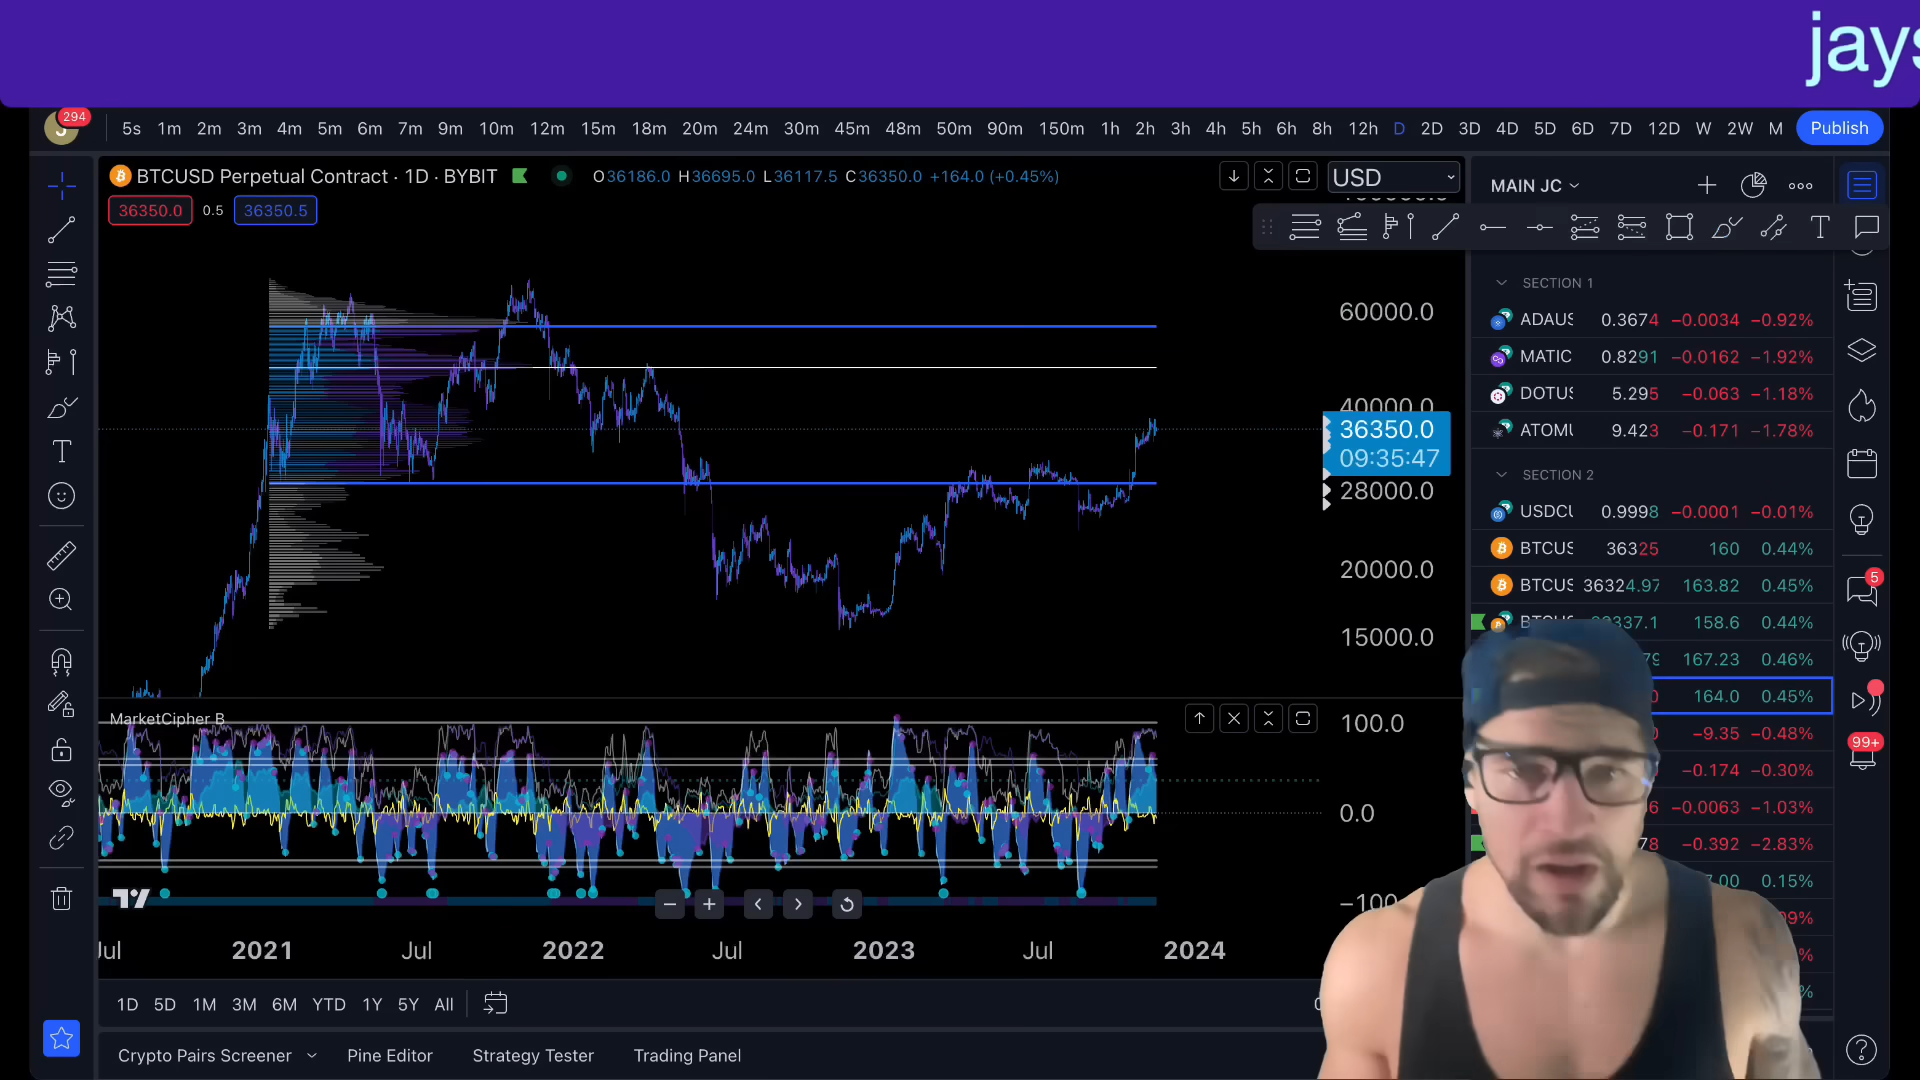 jays
294
5s 1m 2m 3m 4m 5m 6m 7m 9m 10m 12m 15m 18m 20m 24m 30m 45m 48m 50m 90m 150m 1h 2h 3h 4h 5h 6h 8h 12h D 2D 3D 4D 5D 6D 7D 12D W 2W M Publish
BTCUSD Perpetual Contract · 1D · BYBIT O36186.0 H36695.0 L36117.5 C36350.0 +164.0 (+0.45%)
USD
MAIN JC
36350.0 0.5 36350.5
SECTION 1
60000.0
ADAUS 0.3674 −0.0034 −0.92%
MATIC 0.8291 −0.0162 −1.92%
DOTUS 5.295 −0.063 −1.18%
40000.0
36350.0
ATOMU 9.423 −0.171 −1.78%
09:35:47
SECTION 2
28000.0
USDCU 0.9998 −0.0001 −0.01%
BTCUS 36325 160 0.44%
20000.0
BTCUS 36324.97 163.82 0.45%
5
337.1 158.6 0.44%
15000.0
167.23 0.46%
164.0 0.45%
MarketCipher B
100.0
−9.35 −0.48%
99+
−0.174 −0.30%
0.0
−0.0063 −1.03%
−0.392 −2.83%
0.15%
−100
Jul 2021 Jul 2022 Jul 2023 Jul 2024
1D 5D 1M 3M 6M YTD 1Y 5Y All
Crypto Pairs Screener Pine Editor Strategy Tester Trading Panel